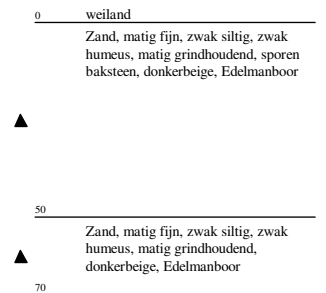 0 weiland
Zand, matig fijn, zwak siltig, zwak
humeus, matig grindhoudend, sporen
baksteen, donkerbeige, Edelmanboor
50
Zand, matig fijn, zwak siltig, zwak
humeus, matig grindhoudend,
donkerbeige, Edelmanboor
70